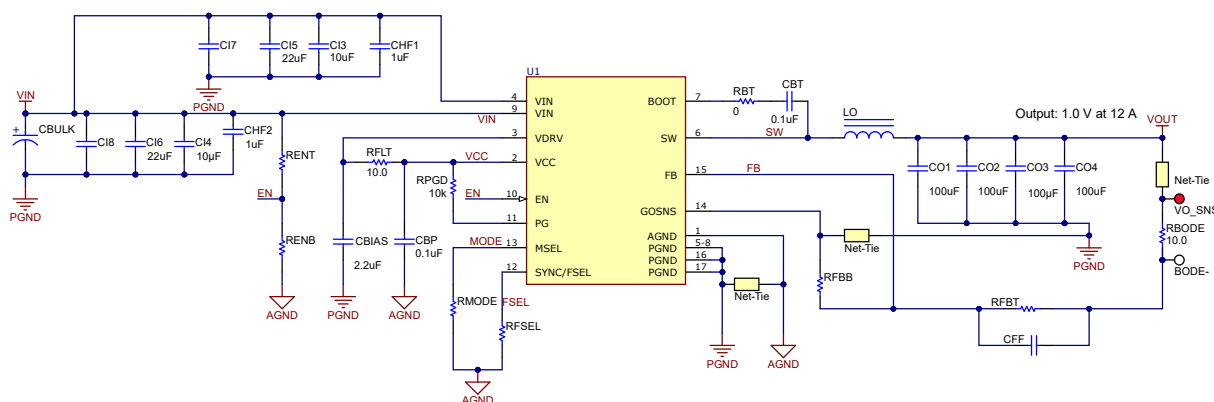 CI7
CI5
22uF
CI3
10uF
CHF1
1uF
PGND
VIN
CBULK
CI8
CI6
22uF
CI4
10µF
CHF2
1uF
RENT
PGND
EN
RENB
AGND
RFLT
10.0
VCC
RPGD
10k
EN
CBIAS
2.2uF
CBP
0.1uF
PGND
AGND
MODE
RMODE
FSEL
RFSEL
AGND
VIN
U1
4
VIN
9
VIN
3
VDRV
2
VCC
10
EN
11
PG
13
MSEL
12
SYNC/FSEL
BOOT
7
SW
6
FB
15
GOSNS
14
AGND
1
PGND
5-8
PGND
16
PGND
17
RBT
0
CBT
0.1uF
SW
LO
Output: 1.0 V at 12 A
VOUT
FB
CO1
100uF
CO2
100uF
CO3
100µF
CO4
100uF
Net-Tie
VO_SNS
RBODE
10.0
BODE-
PGND
Net-Tie
RFBB
RFBT
CFF
Net-Tie
PGND
AGND